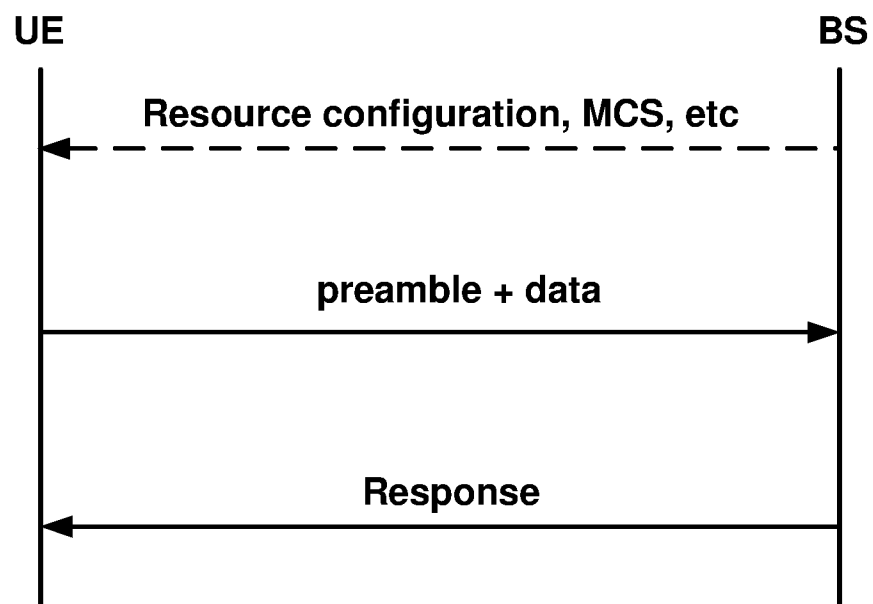 UE
BS
Resource configuration, MCS, etc
preamble + data
Response